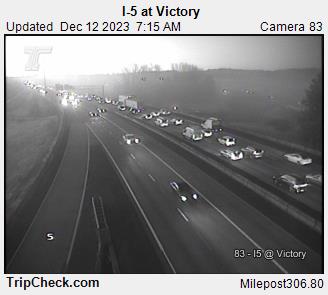 I-5 at Victory
Updated Dec 12 2023 7:15 AM Camera 83
T
S
83 - I5 @ Victory
TripCheck.com Milepost306.80